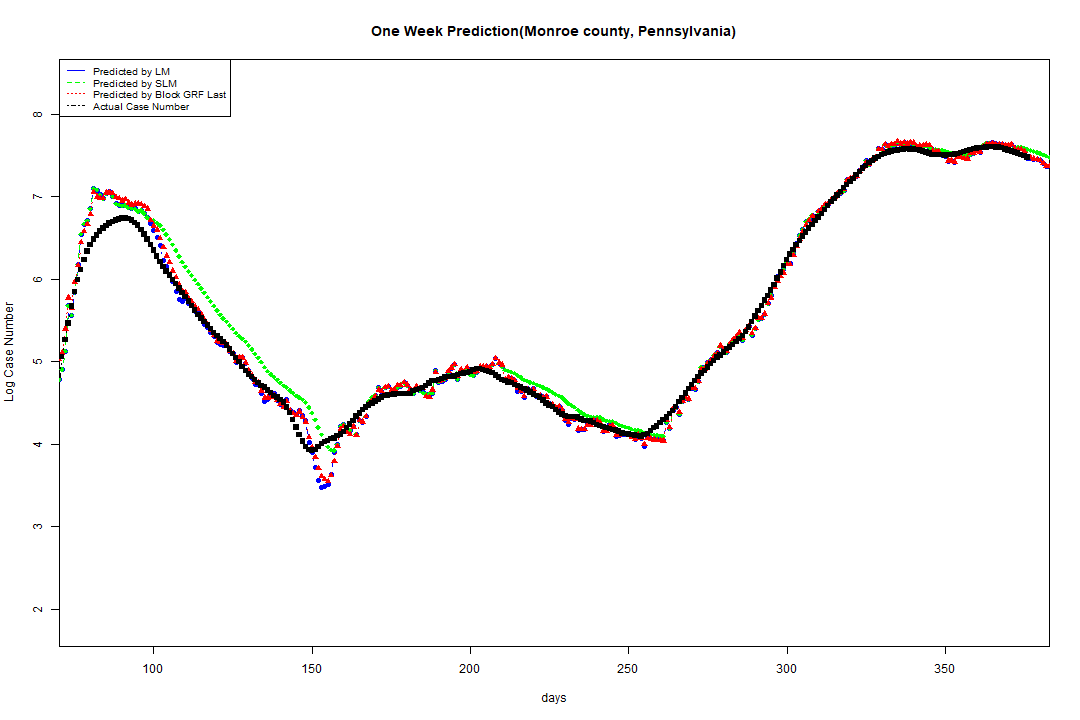 One Week Prediction(Monroe county, Pennsylvania)
Predicted by LM
Predicted by SLM
Predicted by Block GRF Last
Actual Case Number
8
7
6
5
4
3
2
Log Case Number
100 150 200 250 300 350
days